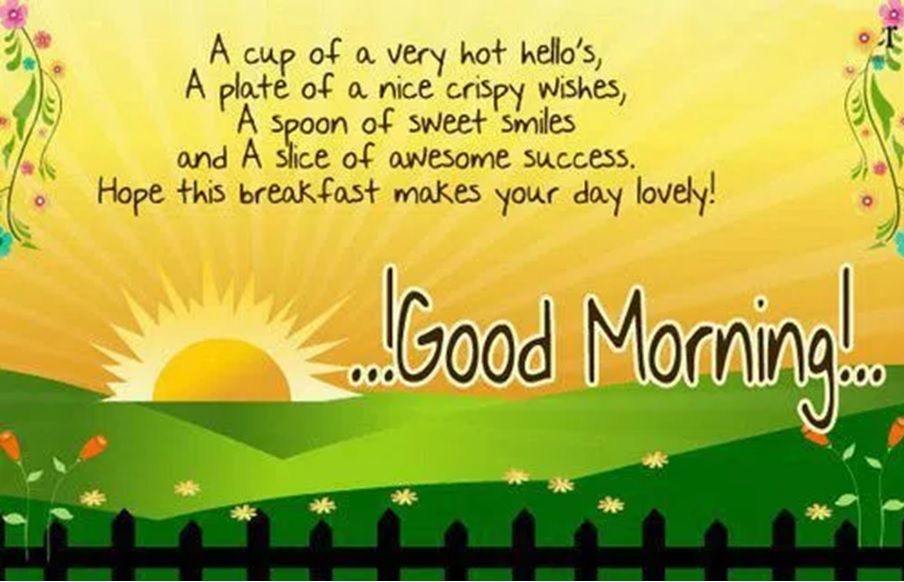 A cup of a very hot hello's,
A plate of a nice crispy wishes,
A spoon of sweet smiles
and A slice of awesome success.
Hope this breakfast makes your day lovely!
...!Good Morning!...